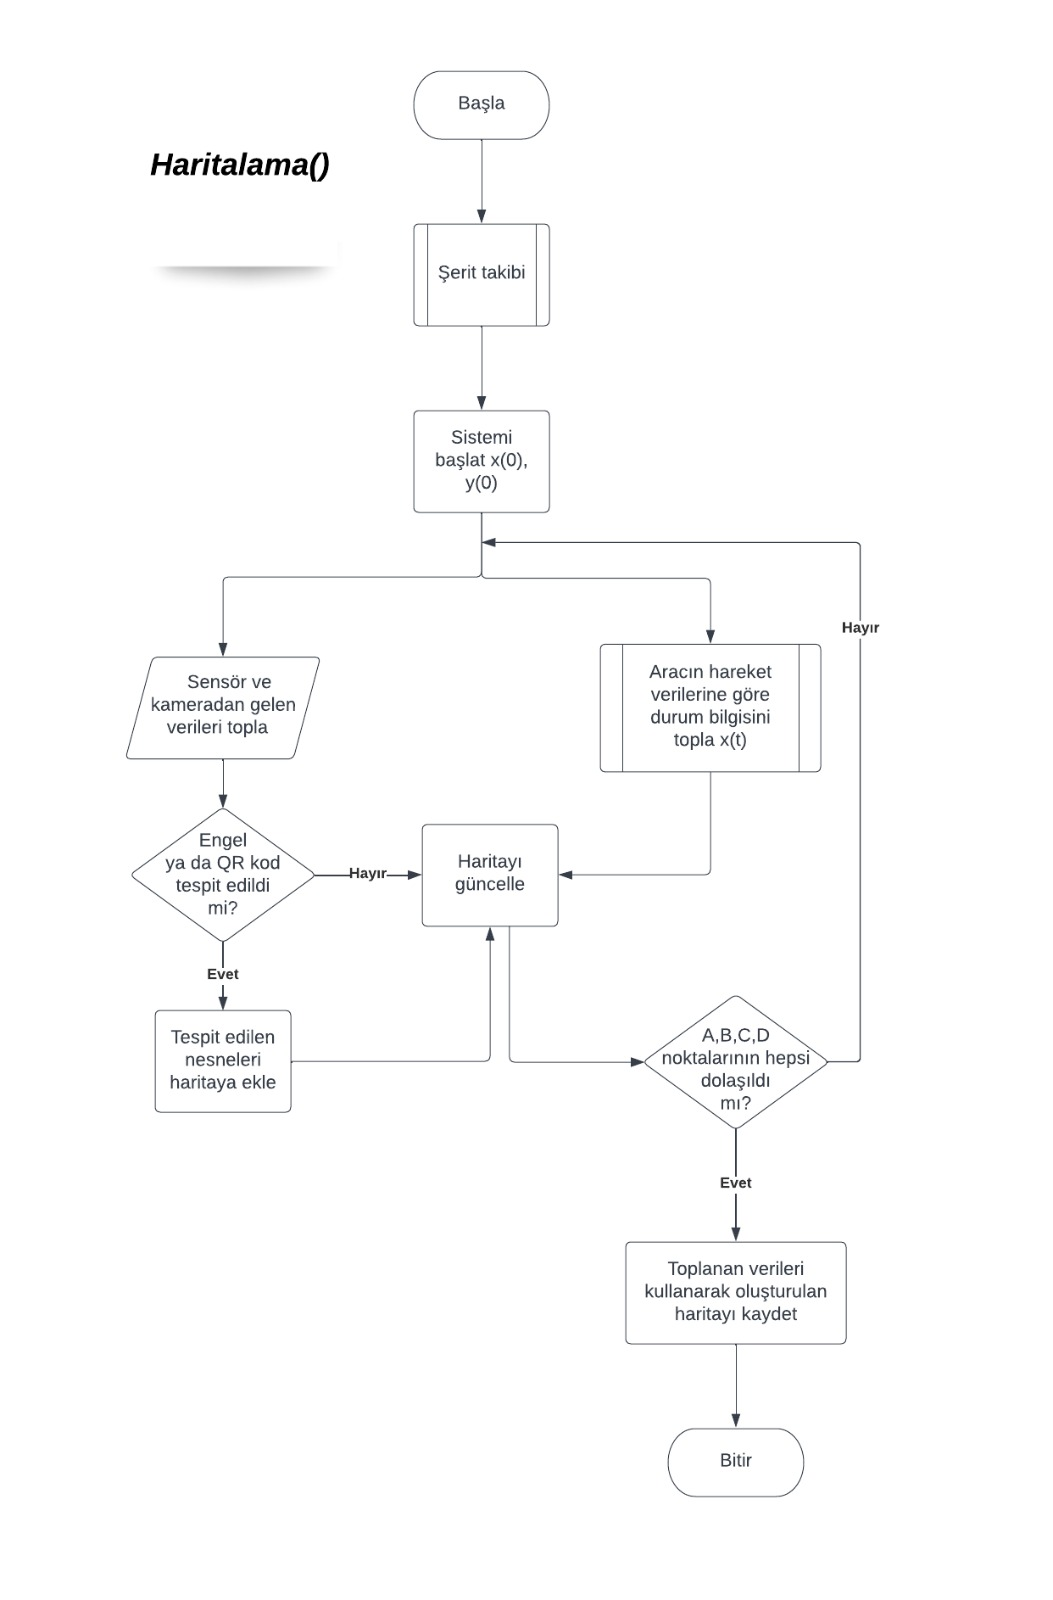 Başla
Haritalama()
Şerit takibi
Sistemi
başlat x(0),
y(0)
Hayır
Sensör ve
kameradan gelen
verileri topla
Aracın hareket
verilerine göre
durum bilgisini
topla x(t)
Engel
ya da QR kod
tespit edildi
mi?
Hayır
Haritayı
güncelle
Evet
Tespit edilen
nesneleri
haritaya ekle
A,B,C,D
noktalarının hepsi
dolaşıldı
mı?
Evet
Toplanan verileri
kullanarak oluşturulan
haritayı kaydet
Bitir